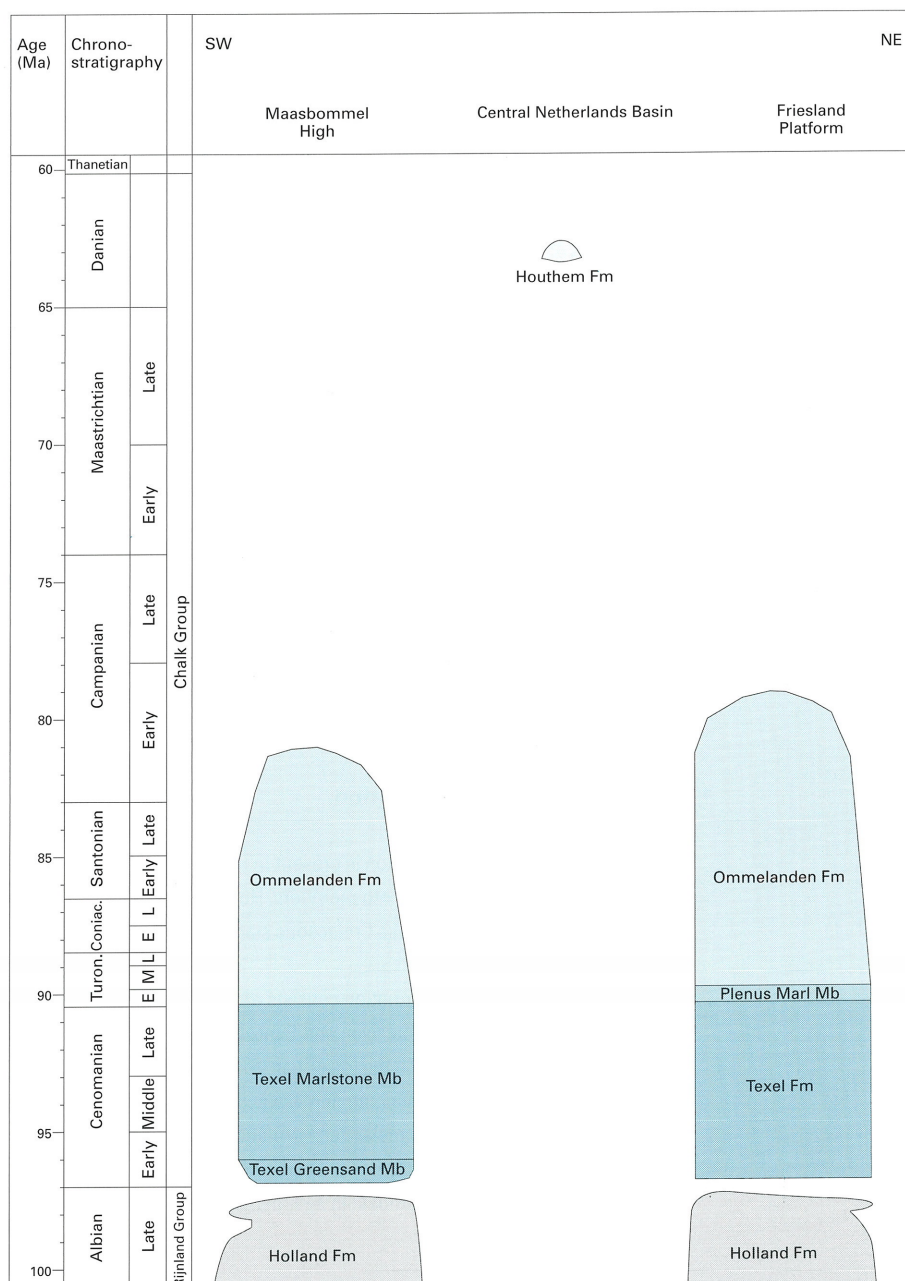 Age
(Ma)
Chrono-
stratigraphy
SW
NE
Maasbommel
High
Central Netherlands Basin
Friesland
Platform
60
Thanetian
Danian
Houthem Fm
65
Maastrichtian
Late
70
Early
75
Campanian
Late
Chalk Group
80
Early
Santonian
Late
85
Early
Ommelanden Fm
Ommelanden Fm
Coniac.
L
E
Turon.
L
M
E
90
Plenus Marl Mb
Cenomanian
Late
Middle
Early
Texel Marlstone Mb
Texel Fm
95
Texel Greensand Mb
Albian
Late
Rijnland Group
Holland Fm
Holland Fm
100